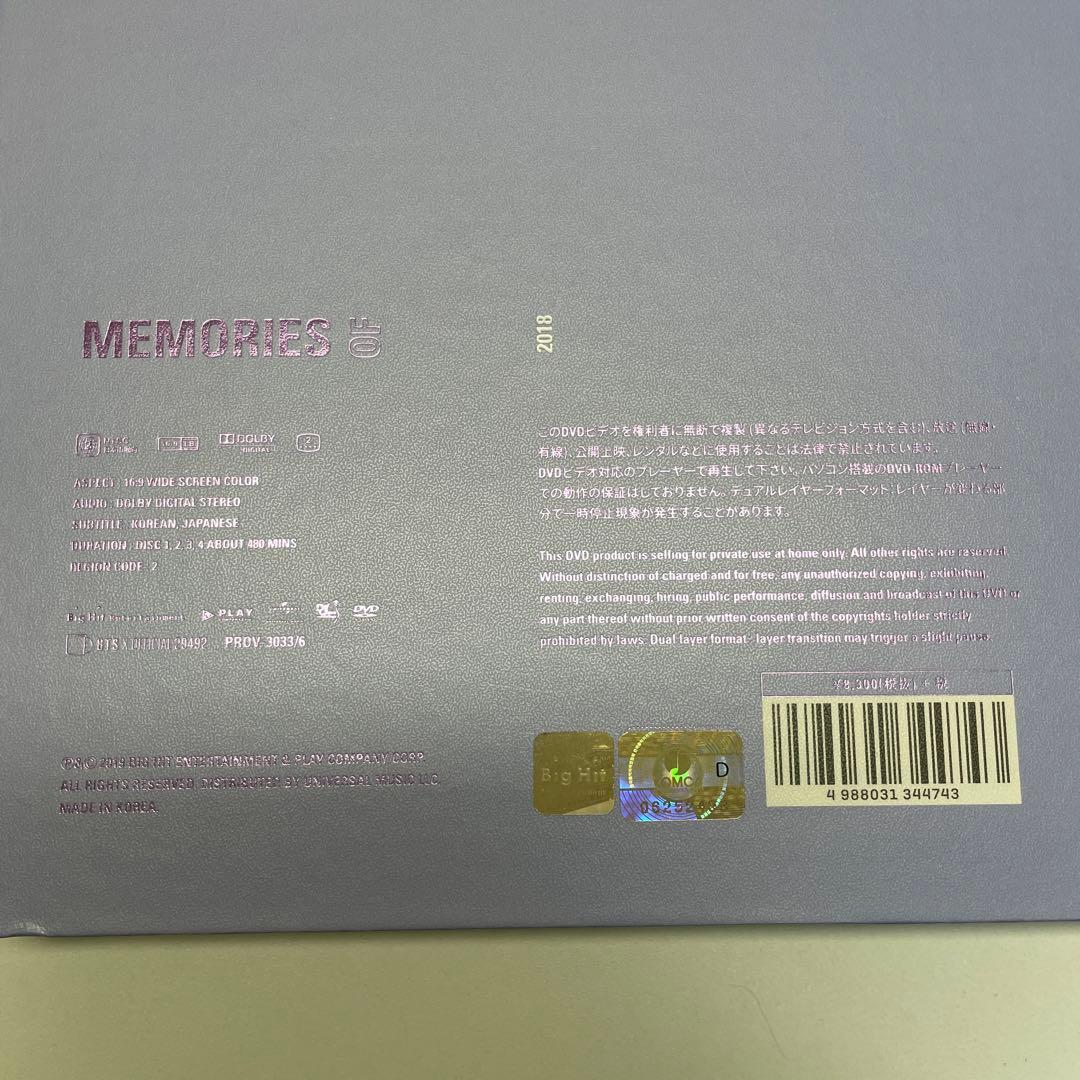 MEMORIES OF
2018
DOLBY
DIGITAL
2
ASPECT : 16:9 WIDE SCREEN COLOR
AUDIO : DOLBY DIGITAL STEREO
SUBTITLE : KOREAN, JAPANESE
DURATION : DISC 1, 2, 3, 4 ABOUT 480 MINS
REGION CODE : 2
Big Hit Entertainment PLAY DVD
PROV-3033/6
℗&© 2019 BIG HIT ENTERTAINMENT & PLAY COMPANY CORP.
ALL RIGHTS RESERVED. DISTRIBUTED BY UNIVERSAL MUSIC LLC.
MADE IN KOREA.
このDVDビデオを権利者に無断で複製(異なるテレビジョン方式を含む)、放送(無線・
有線)、公開上映、レンタルなどに使用することは法律で禁止されています。
DVDビデオ対応のプレーヤーで再生して下さい。パソコン搭載のDVD-ROMプレーヤー
での動作の保証はしておりません。デュアルレイヤーフォーマット:レイヤーが変わる部
分で一時停止現象が発生することがあります。
This DVD product is selling for private use at home only. All other rights are reserved.
Without distinction of charged and for free, any unauthorized copying, exhibiting,
renting, exchanging, hiring, public performance, diffusion and broadcast of this DVD or
any part thereof without prior written consent of the copyrights holder strictly
prohibited by laws. Dual layer format : layer transition may trigger a slight pause.
¥8,300(税抜) + 税
4 988031 344743
Big Hit
D